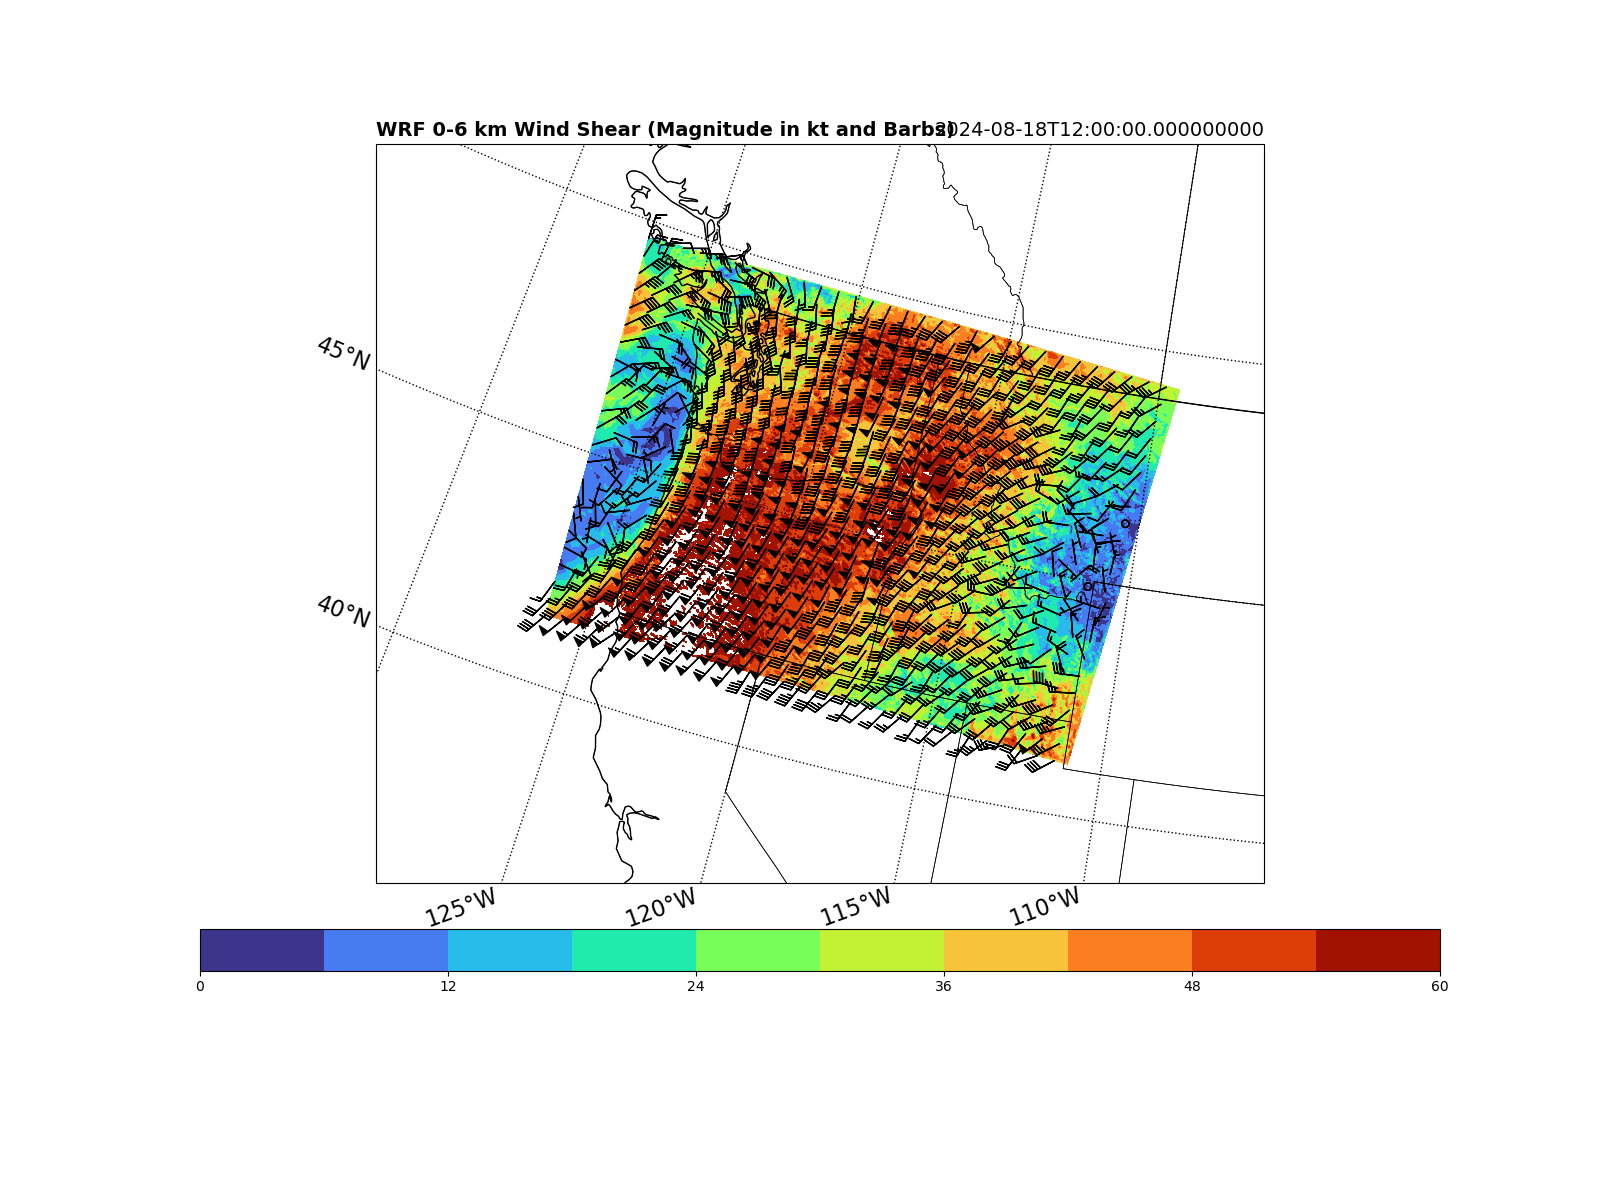 WRF 0-6 km Wind Shear (Magnitude in kt and Barbs) 2024-08-18T12:00:00.000000000
45°N
40°N
125°W 120°W 115°W 110°W
0 12 24 36 48 60